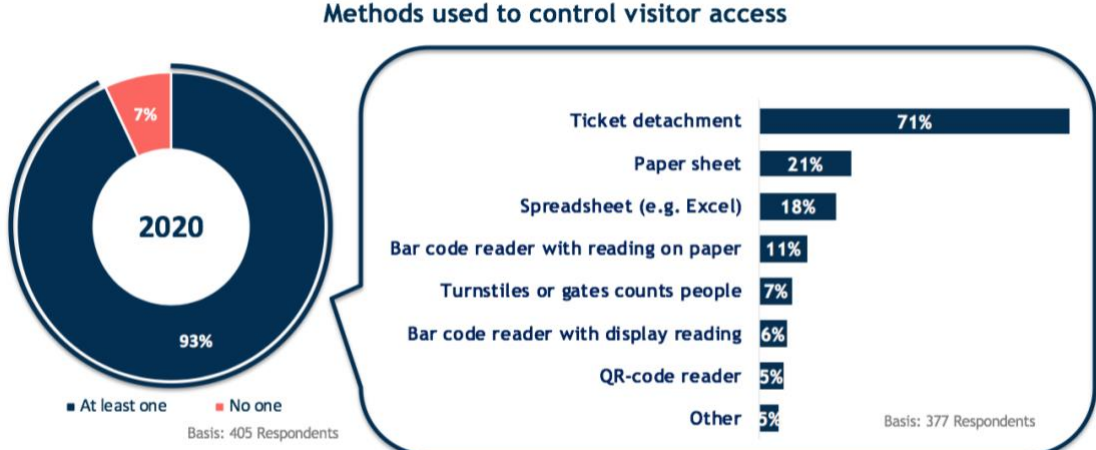 Methods used to control visitor access
7%
2020
93%
At least one
No one
Basis: 405 Respondents
Ticket detachment 71%
Paper sheet 21%
Spreadsheet (e.g. Excel) 18%
Bar code reader with reading on paper 11%
Turnstiles or gates counts people 7%
Bar code reader with display reading 6%
QR-code reader 5%
Other 5%
Basis: 377 Respondents